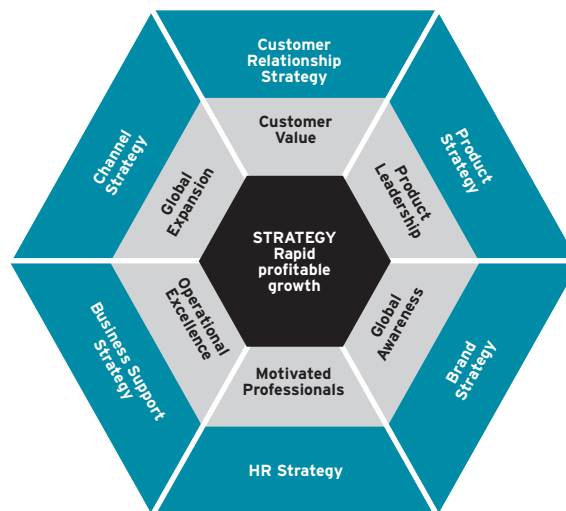 Customer
Relationship
Strategy
Customer
Value
Channel
Strategy
Global
Expansion
Product
Leadership
Product
Strategy
STRATEGY
Rapid
profitable
growth
Business Support
Strategy
Operational
Excellence
Global
Awareness
Brand
Strategy
Motivated
Professionals
HR Strategy